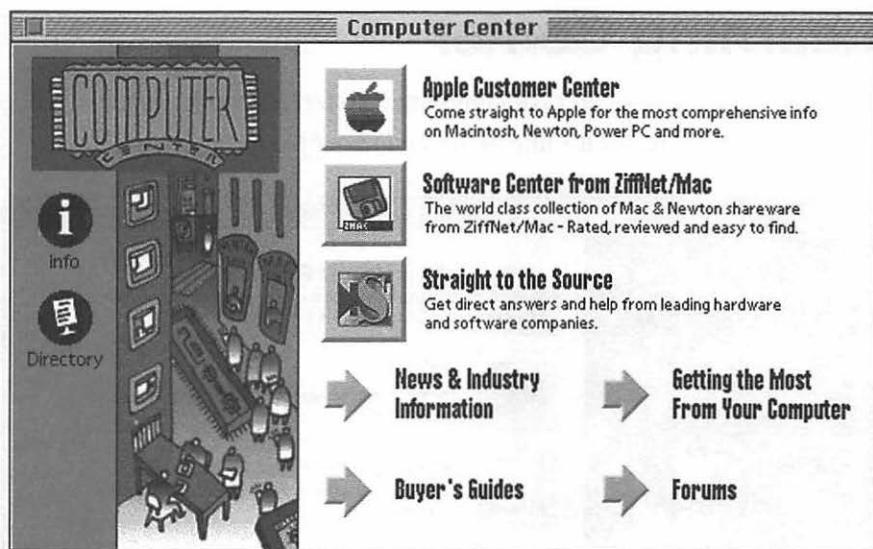 Computer Center
COMPUTER
CENTER
Info
Directory
Apple Customer Center
Come straight to Apple for the most comprehensive info
on Macintosh, Newton, Power PC and more.
ZMAC
Software Center from ZiffNet/Mac
The world class collection of Mac & Newton shareware
from ZiffNet/Mac - Rated, reviewed and easy to find.
Straight to the Source
Get direct answers and help from leading hardware
and software companies.
News & Industry
Information
Getting the Most
From Your Computer
Buyer's Guides
Forums